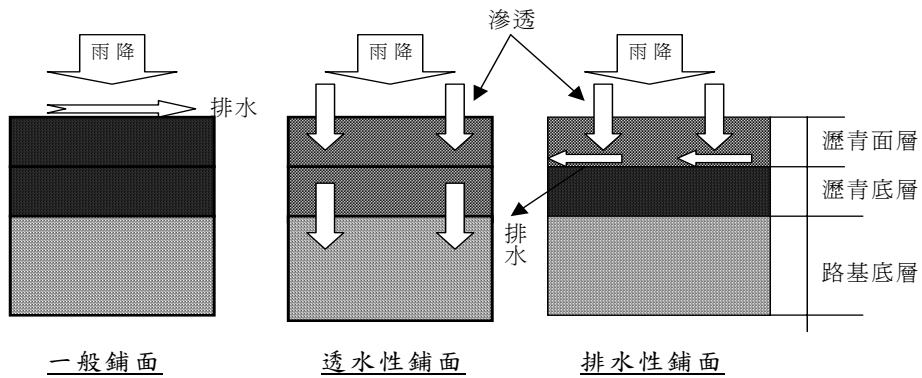 滲透
雨降
雨降
雨降
排水
瀝青面層
瀝青底層
排水
路基底層
一般鋪面
透水性鋪面
排水性鋪面